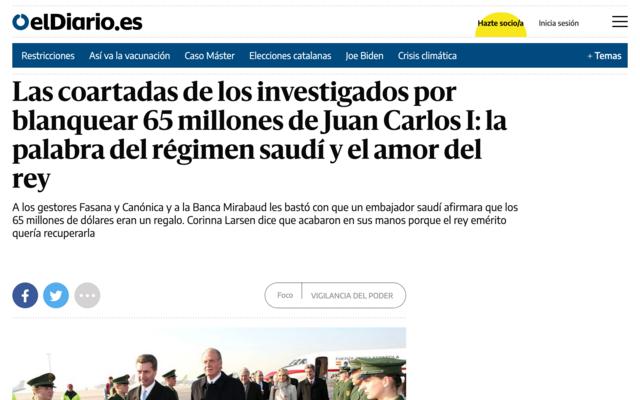 elDiario.es
Hazte socio/a
Inicia sesión
Restricciones Así va la vacunación Caso Máster Elecciones catalanas Joe Biden Crisis climática + Temas
Las coartadas de los investigados por
blanquear 65 millones de Juan Carlos I: la
palabra del régimen saudí y el amor del
rey
A los gestores Fasana y Canónica y a la Banca Mirabaud les bastó con que un embajador saudí afirmara que los
65 millones de dólares eran un regalo. Corinna Larsen dice que acabaron en sus manos porque el rey emérito
quería recuperarla
Foco VIGILANCIA DEL PODER